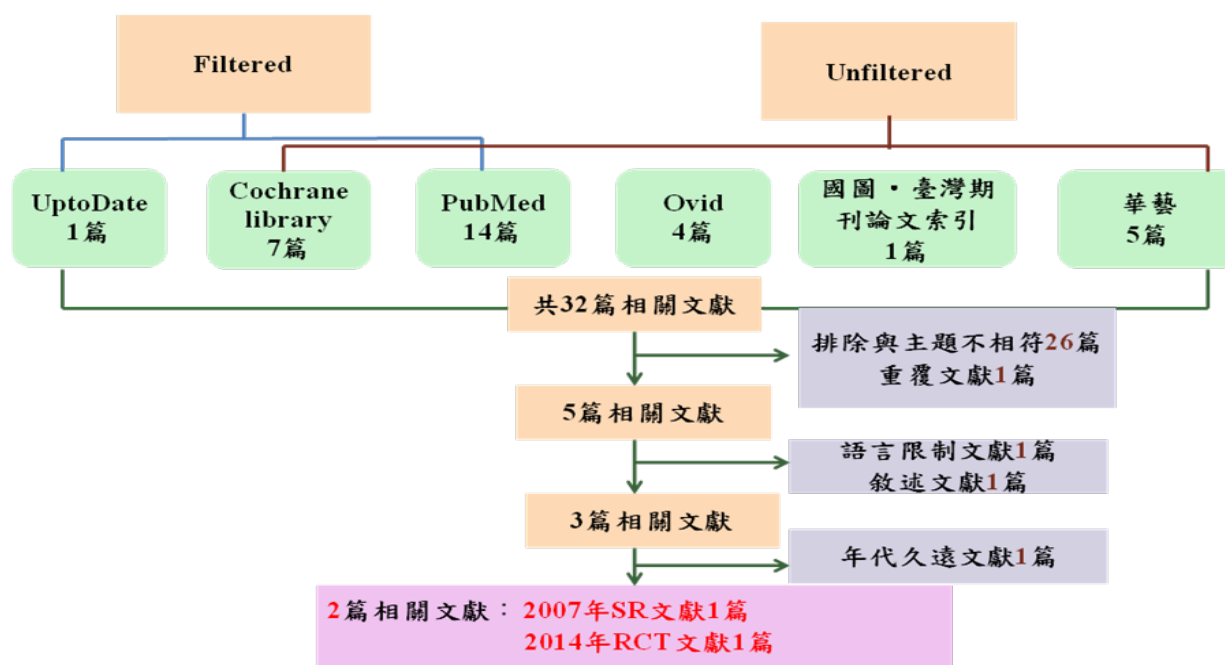 Filtered
Unfiltered
UptoDate
1篇
Cochrane
library
7篇
PubMed
14篇
Ovid
4篇
國圖‧臺灣期
刊論文索引
1篇
華藝
5篇
共32篇相關文獻
排除與主題不相符26篇
重覆文獻1篇
5篇相關文獻
語言限制文獻1篇
敘述文獻1篇
3篇相關文獻
年代久遠文獻1篇
2篇相關文獻：2007年SR文獻1篇
2014年RCT文獻1篇